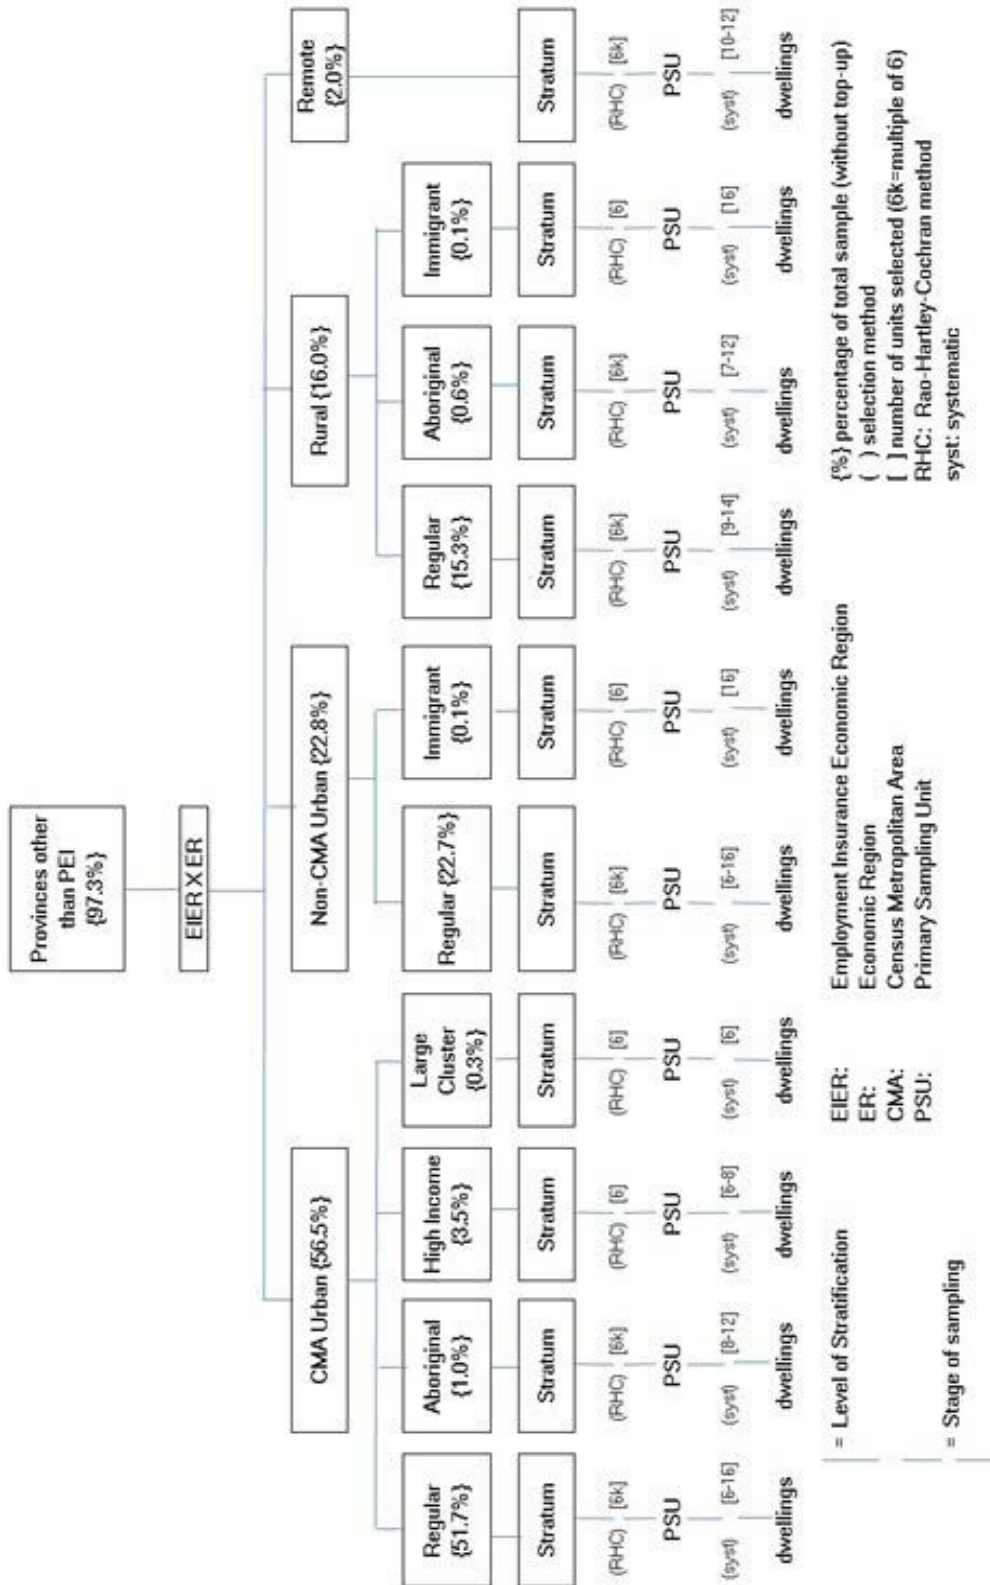 Provinces other
than PEI
{97.3%}
EIER X ER
CMA Urban {56.5%}
Non-CMA Urban {22.8%}
Rural {16.0%}
Remote
{2.0%}
Regular
{51.7%}
Aboriginal
{1.0%}
High Income
{3.5%}
Large
Cluster
{0.3%}
Regular {22.7%}
Immigrant
{0.1%}
Regular
{15.3%}
Aboriginal
{0.6%}
Immigrant
{0.1%}
Stratum
Stratum
Stratum
Stratum
Stratum
Stratum
Stratum
Stratum
Stratum
Stratum
(RHC) [6k]
(RHC) [6k]
(RHC) [6]
(RHC) [6]
(RHC) [6k]
(RHC) [6]
(RHC) [6k]
(RHC) [6k]
(RHC) [6]
(RHC) [6k]
PSU
PSU
PSU
PSU
PSU
PSU
PSU
PSU
PSU
PSU
(syst) [6-16]
(syst) [8-12]
(syst) [6-8]
(syst) [6]
(syst) [6-16]
(syst) [16]
(syst) [9-14]
(syst) [7-12]
(syst) [16]
(syst) [10-12]
dwellings
dwellings
dwellings
dwellings
dwellings
dwellings
dwellings
dwellings
dwellings
dwellings
= Level of Stratification
= Stage of sampling
EIER: Employment Insurance Economic Region
ER: Economic Region
CMA: Census Metropolitan Area
PSU: Primary Sampling Unit
{%} percentage of total sample (without top-up)
( ) selection method
[ ] number of units selected (6k=multiple of 6)
RHC: Rao-Hartley-Cochran method
syst: systematic